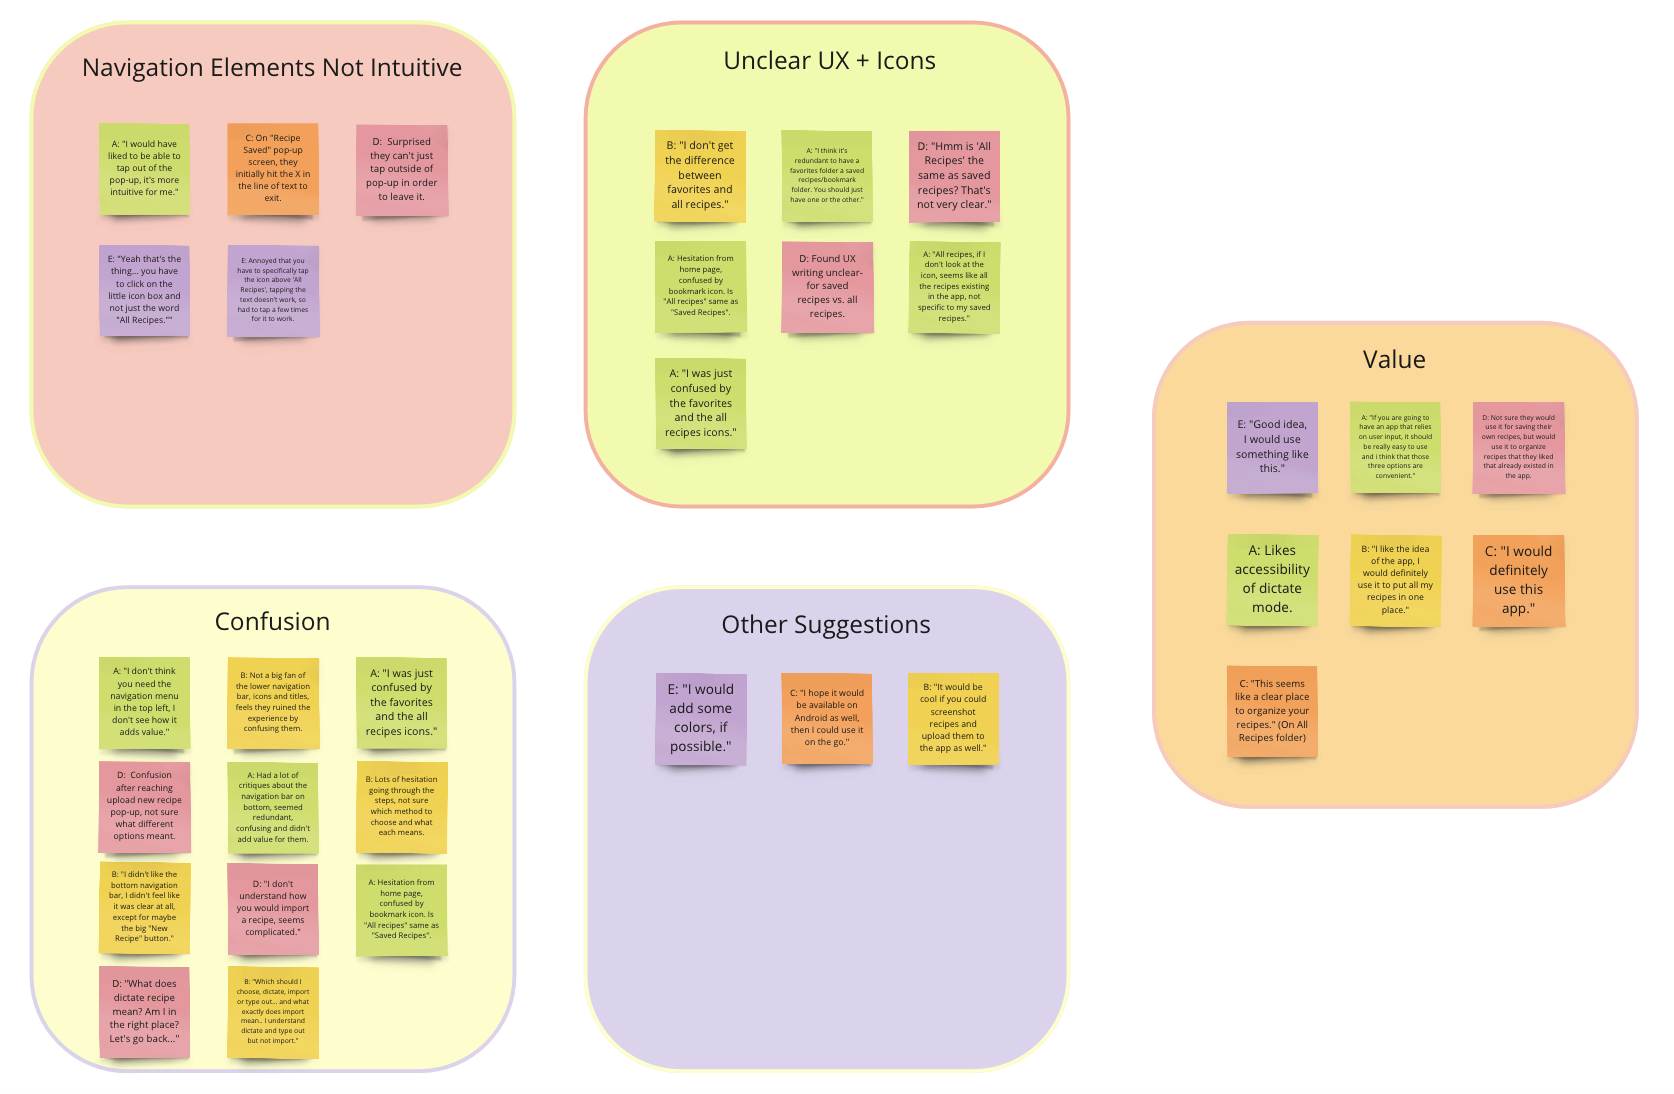 Navigation Elements Not Intuitive
A: "I would have
liked to be able to
tap out of the
pop-up, it's more
intuitive for me."
C: On "Recipe
Saved" pop-up
screen, they
initially hit the X in
the line of text to
exit.
D:  Surprised
they can't just
tap outside of
pop-up in order
to leave it.
E: "Yeah that's the
thing... you have
to click on the
little icon box and
not just the word
"All Recipes.""
E: Annoyed that you
have to specifically tap
the icon above 'All
Recipes', tapping the
text doesn't work, so
had to tap a few times
for it to work.
Unclear UX + Icons
B: "I don't get
the difference
between
favorites and
all recipes."
A: "I think it's
redundant to have a
favorites folder a saved
recipes/bookmark
folder. You should just
have one or the other."
D: "Hmm is 'All
Recipes' the
same as saved
recipes? That's
not very clear."
A: Hesitation from
home page,
confused by
bookmark icon. Is
"All recipes" same as
"Saved Recipes".
D: Found UX
writing unclear-
for saved
recipes vs. all
recipes.
A: "All recipes, if I
don't look at the
icon, seems like all
the recipes existing
in the app, not
specific to my saved
recipes."
A: "I was just
confused by
the favorites
and the all
recipes icons."
Value
E: "Good idea,
I would use
something like
this."
A: "If you are going to
have an app that relies
on user input, it should
be really easy to use
and i think that those
three options are
convenient."
D: Not sure they would
use it for saving their
own recipes, but would
use it to organize
recipes that they liked
that already existed in
the app.
A: Likes
accessibility
of dictate
mode.
B: "I like the idea
of the app, I
would definitely
use it to put all my
recipes in one
place."
C: "I would
definitely
use this
app."
C: "This seems
like a clear place
to organize your
recipes." (On All
Recipes folder)
Confusion
A: "I don't think
you need the
navigation menu
in the top left, I
don't see how it
adds value."
B: Not a big fan of
the lower navigation
bar, icons and titles,
feels they ruined the
experience by
confusing them.
A: "I was just
confused by
the favorites
and the all
recipes icons."
D:  Confusion
after reaching
upload new recipe
pop-up, not sure
what different
options meant.
A: Had a lot of
critiques about the
navigation bar on
bottom, seemed
redundant,
confusing and didn't
add value for them.
B: Lots of hesitation
going through the
steps, not sure
which method to
choose and what
each means.
B: "I didn't like the
bottom navigation
bar, I didn't feel like
it was clear at all,
except for maybe
the big "New
Recipe" button."
D: "I don't
understand how
you would import
a recipe, seems
complicated."
A: Hesitation from
home page,
confused by
bookmark icon. Is
"All recipes" same as
"Saved Recipes".
D: "What does
dictate recipe
mean? Am I in
the right place?
Let's go back..."
B: "Which should I
choose, dictate, import
or type out... and what
exactly does import
mean.. I understand
dictate and type out
but not import."
Other Suggestions
E: "I would
add some
colors, if
possible."
C: "I hope it would
be available on
Android as well,
then I could use it
on the go."
B: "It would be
cool if you could
screenshot
recipes and
upload them to
the app as well."